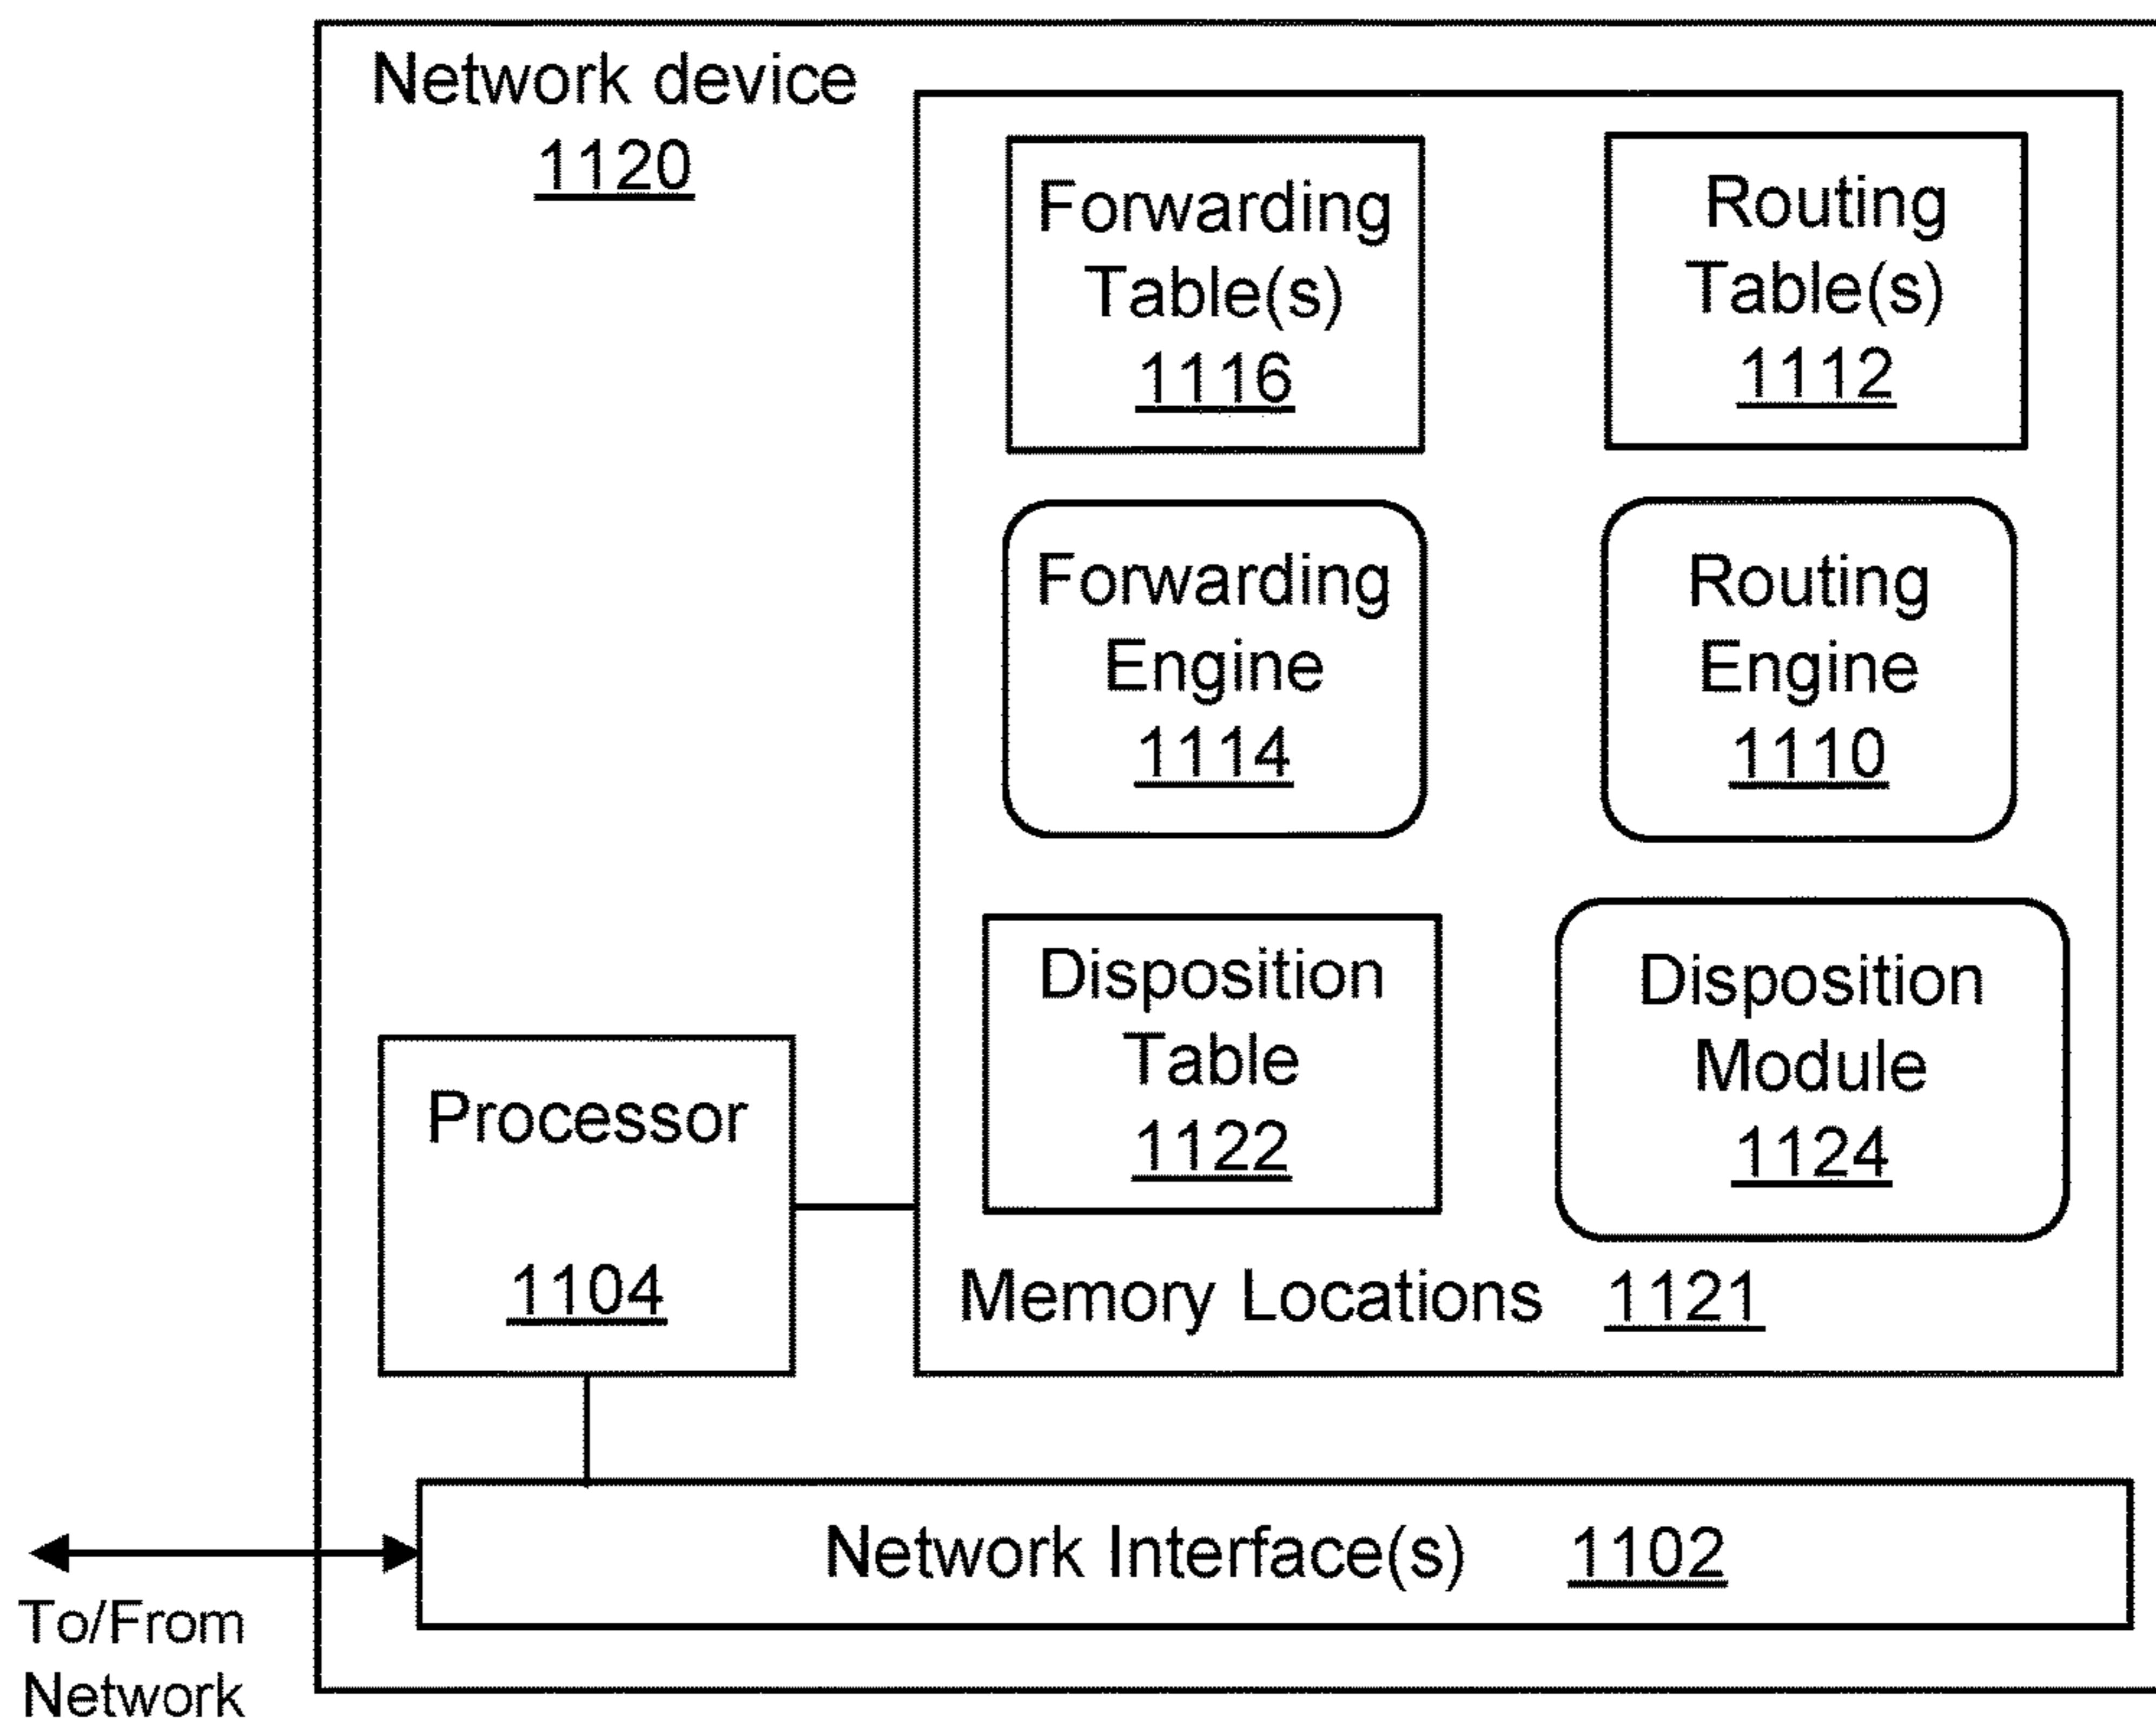 Network device
1120
Forwarding
Table(s)
1116
Routing
Table(s)
1112
Forwarding
Engine
1114
Routing
Engine
1110
Disposition
Table
1122
Disposition
Module
1124
Processor
1104
Memory Locations 1121
Network Interface(s) 1102
To/From
Network